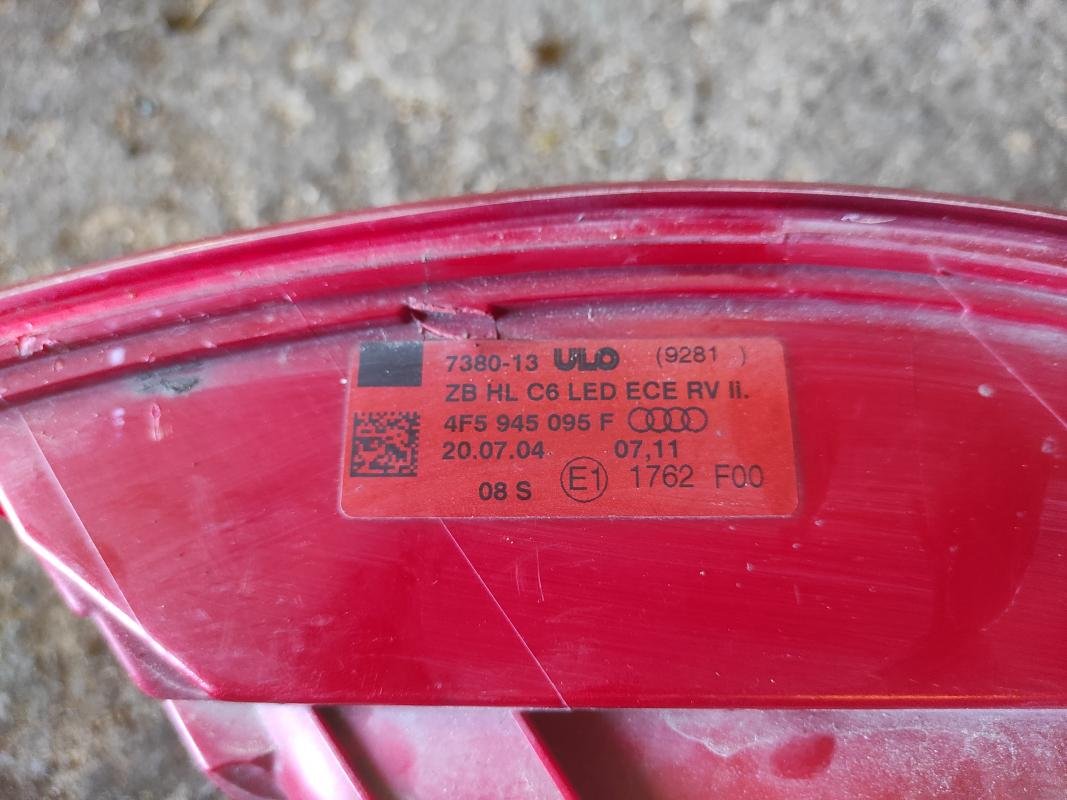 7380-13 ULO (9281 )
ZB HL C6 LED ECE RV li.
4F5 945 095 F
20.07.04 07,11
08 S E1 1762 F00